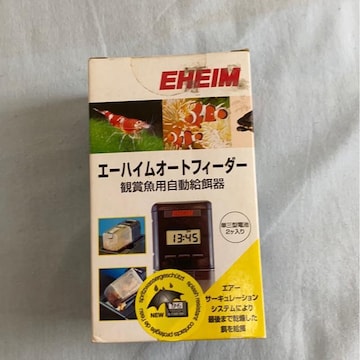 EHEIM
エーハイムオートフィーダー
観賞魚用自動給餌器
単三型電池
2ヶ入り
13:45
NEW
エアー
サーキュレーション
システムにより
最後まで乾燥した
餌を給餌